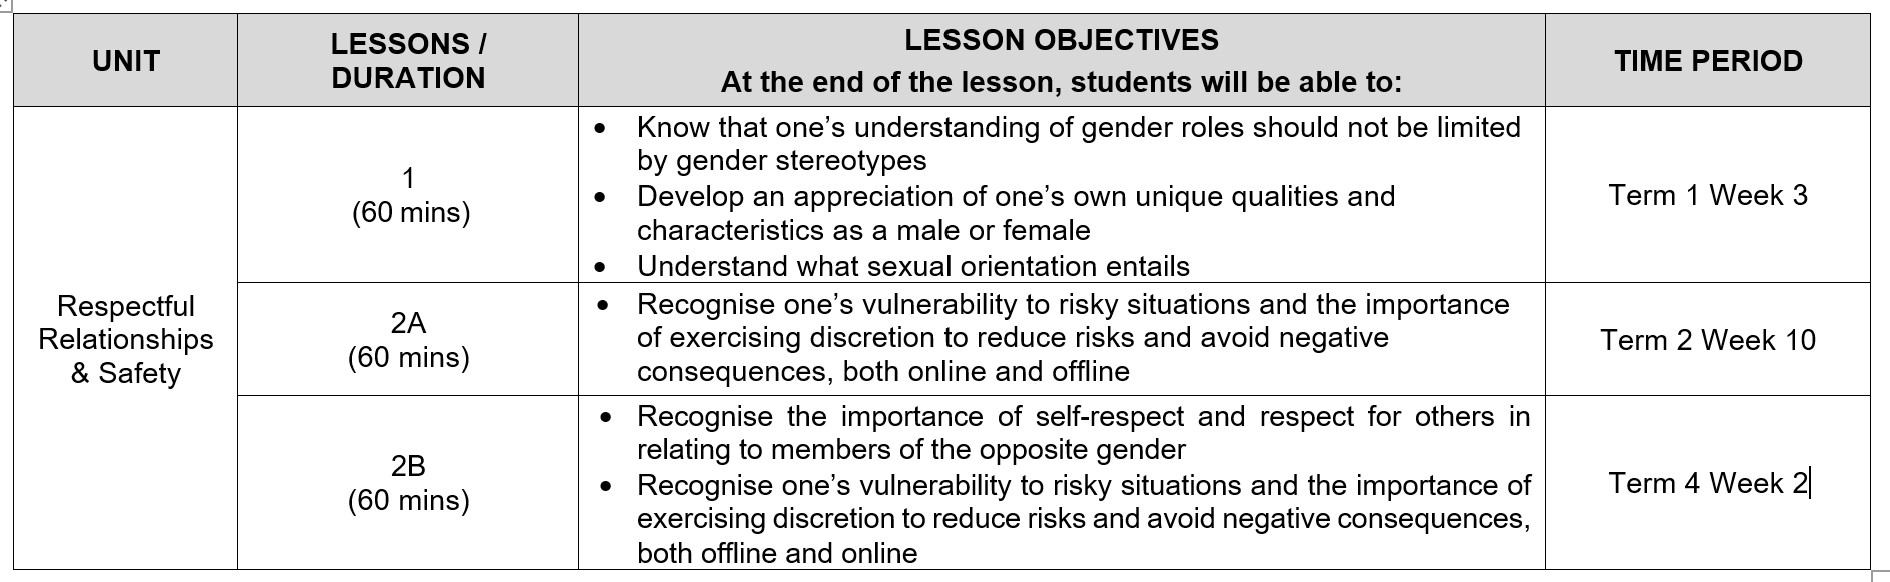 UNIT
LESSONS /
DURATION
LESSON OBJECTIVES
At the end of the lesson, students will be able to:
TIME PERIOD
Respectful
Relationships
& Safety
1
(60 mins)
• Know that one’s understanding of gender roles should not be limited
by gender stereotypes
• Develop an appreciation of one’s own unique qualities and
characteristics as a male or female
• Understand what sexual orientation entails
Term 1 Week 3
2A
(60 mins)
• Recognise one’s vulnerability to risky situations and the importance
of exercising discretion to reduce risks and avoid negative
consequences, both online and offline
Term 2 Week 10
2B
(60 mins)
• Recognise the importance of self-respect and respect for others in
relating to members of the opposite gender
• Recognise one’s vulnerability to risky situations and the importance of
exercising discretion to reduce risks and avoid negative consequences,
both offline and online
Term 4 Week 2